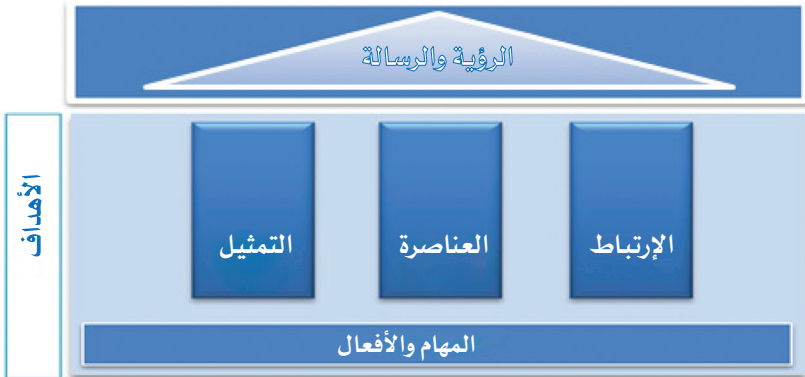 الرؤية والرسالة
الأهداف
الإرتباط
العناصرة
التمثيل
المهام والأفعال